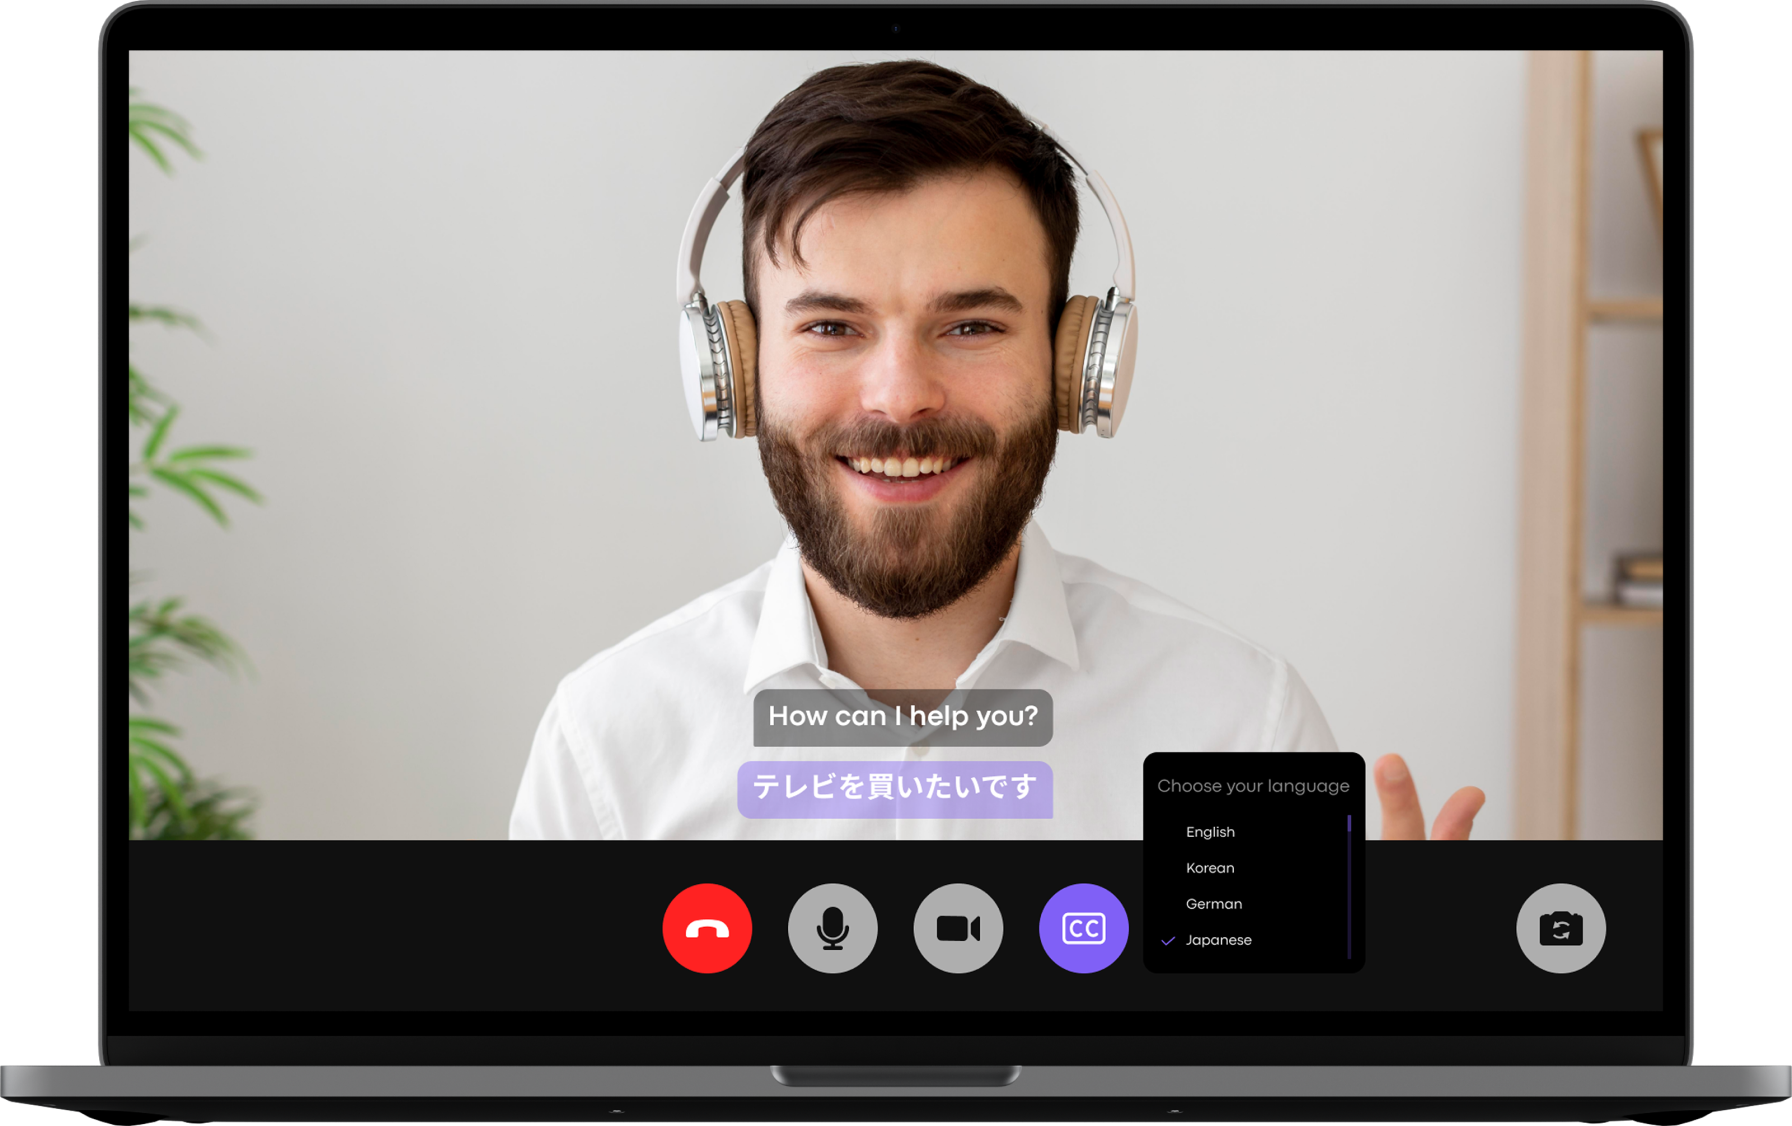 How can I help you?
テレビを買いたいです
Choose your language
English
Korean
German
Japanese
CC